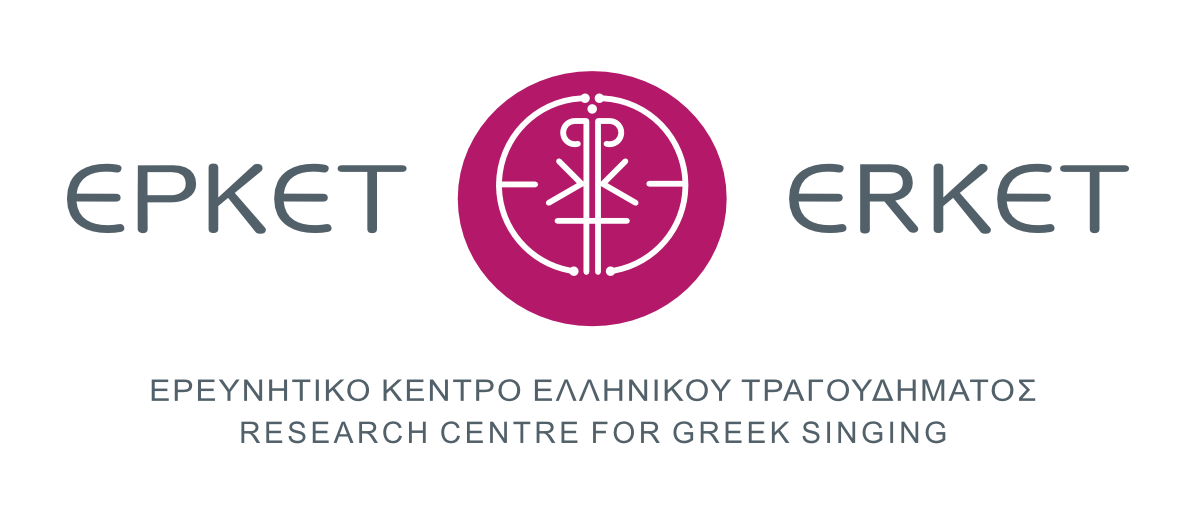 ΕΡΚΕΤ ERKET
ΕΡΕΥΝΗΤΙΚΟ ΚΕΝΤΡΟ ΕΛΛΗΝΙΚΟΥ ΤΡΑΓΟΥΔΗΜΑΤΟΣ
RESEARCH CENTRE FOR GREEK SINGING